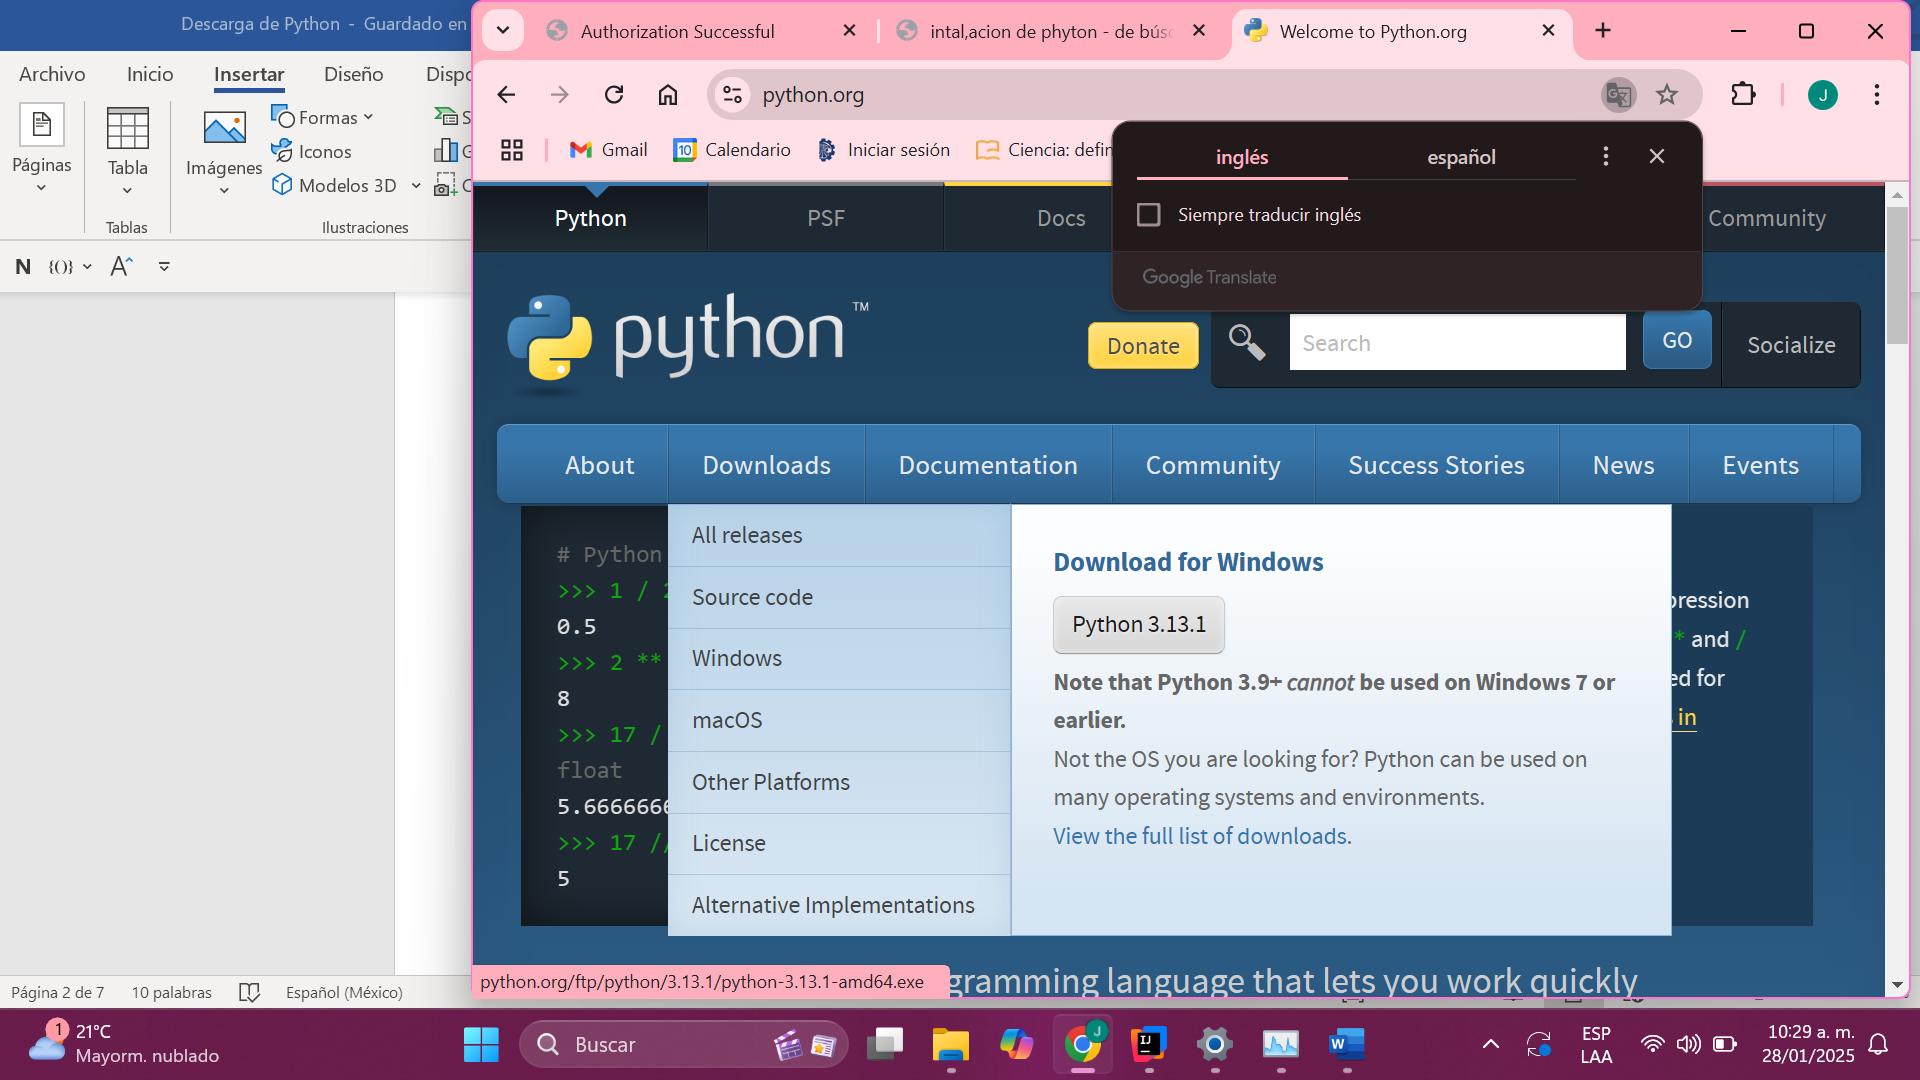 Descarga de Python - Guardado en
Archivo Inicio Insertar Diseño Dispo
Páginas
Tabla
Imágenes
Formas
Iconos
Modelos 3D
Tablas
Ilustraciones
N
Authorization Successful
intal,acion de phyton - de búsc
Welcome to Python.org
python.org
J
Gmail
10
Calendario
Iniciar sesión
Ciencia: defin
inglés
español
Siempre traducir inglés
Google Translate
Python
PSF
Docs
Community
python™
Donate
Search
GO
Socialize
About
Downloads
Documentation
Community
Success Stories
News
Events
# Python
>>> 1 / 2
0.5
>>> 2 **
8
>>> 17 /
float
5.6666666
>>> 17 //
5
All releases
Source code
Windows
macOS
Other Platforms
License
Alternative Implementations
Download for Windows
Python 3.13.1
Note that Python 3.9+ cannot be used on Windows 7 or
earlier.
Not the OS you are looking for? Python can be used on
many operating systems and environments.
View the full list of downloads.
pression
* and /
ed for
in
python.org/ftp/python/3.13.1/python-3.13.1-amd64.exe
gramming language that lets you work quickly
Página 2 de 7
10 palabras
Español (México)
1
21°C
Mayorm. nublado
Buscar
J
IJ
W
ESP
LAA
10:29 a. m.
28/01/2025